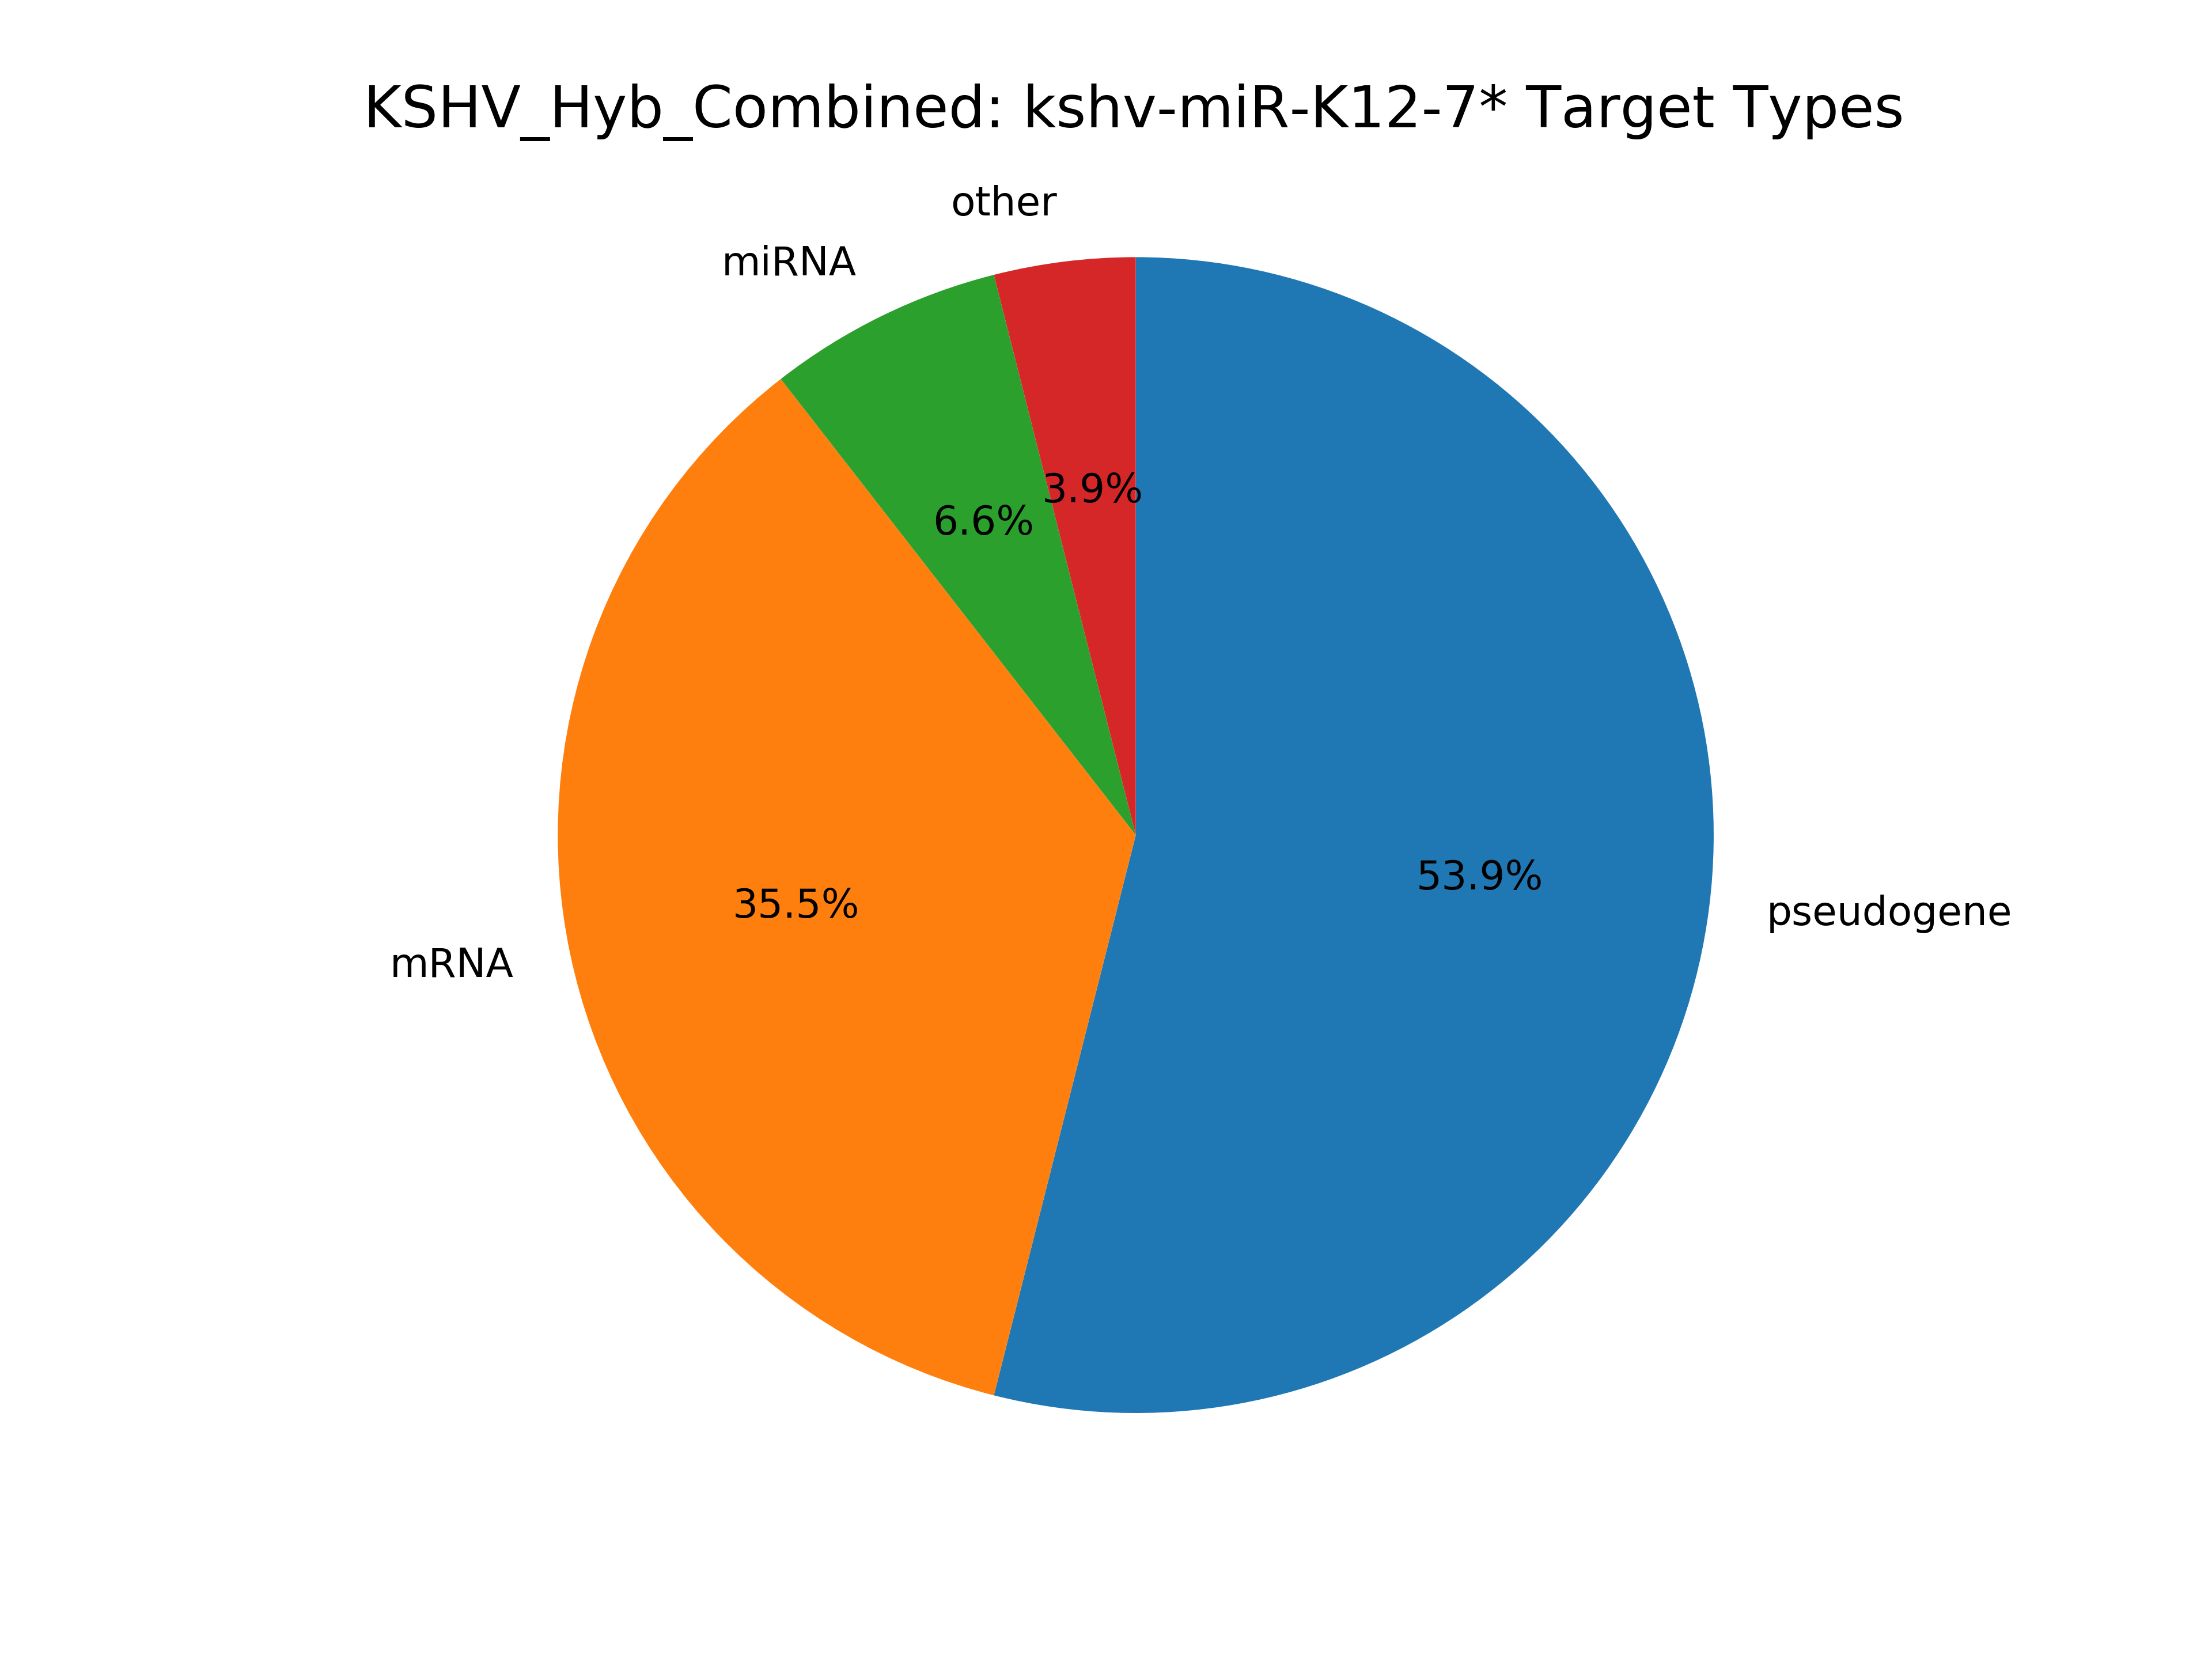 KSHV_Hyb_Combined: kshv-miR-K12-7* Target Types
other
miRNA
3.9%
6.6%
53.9%
35.5%
pseudogene
mRNA